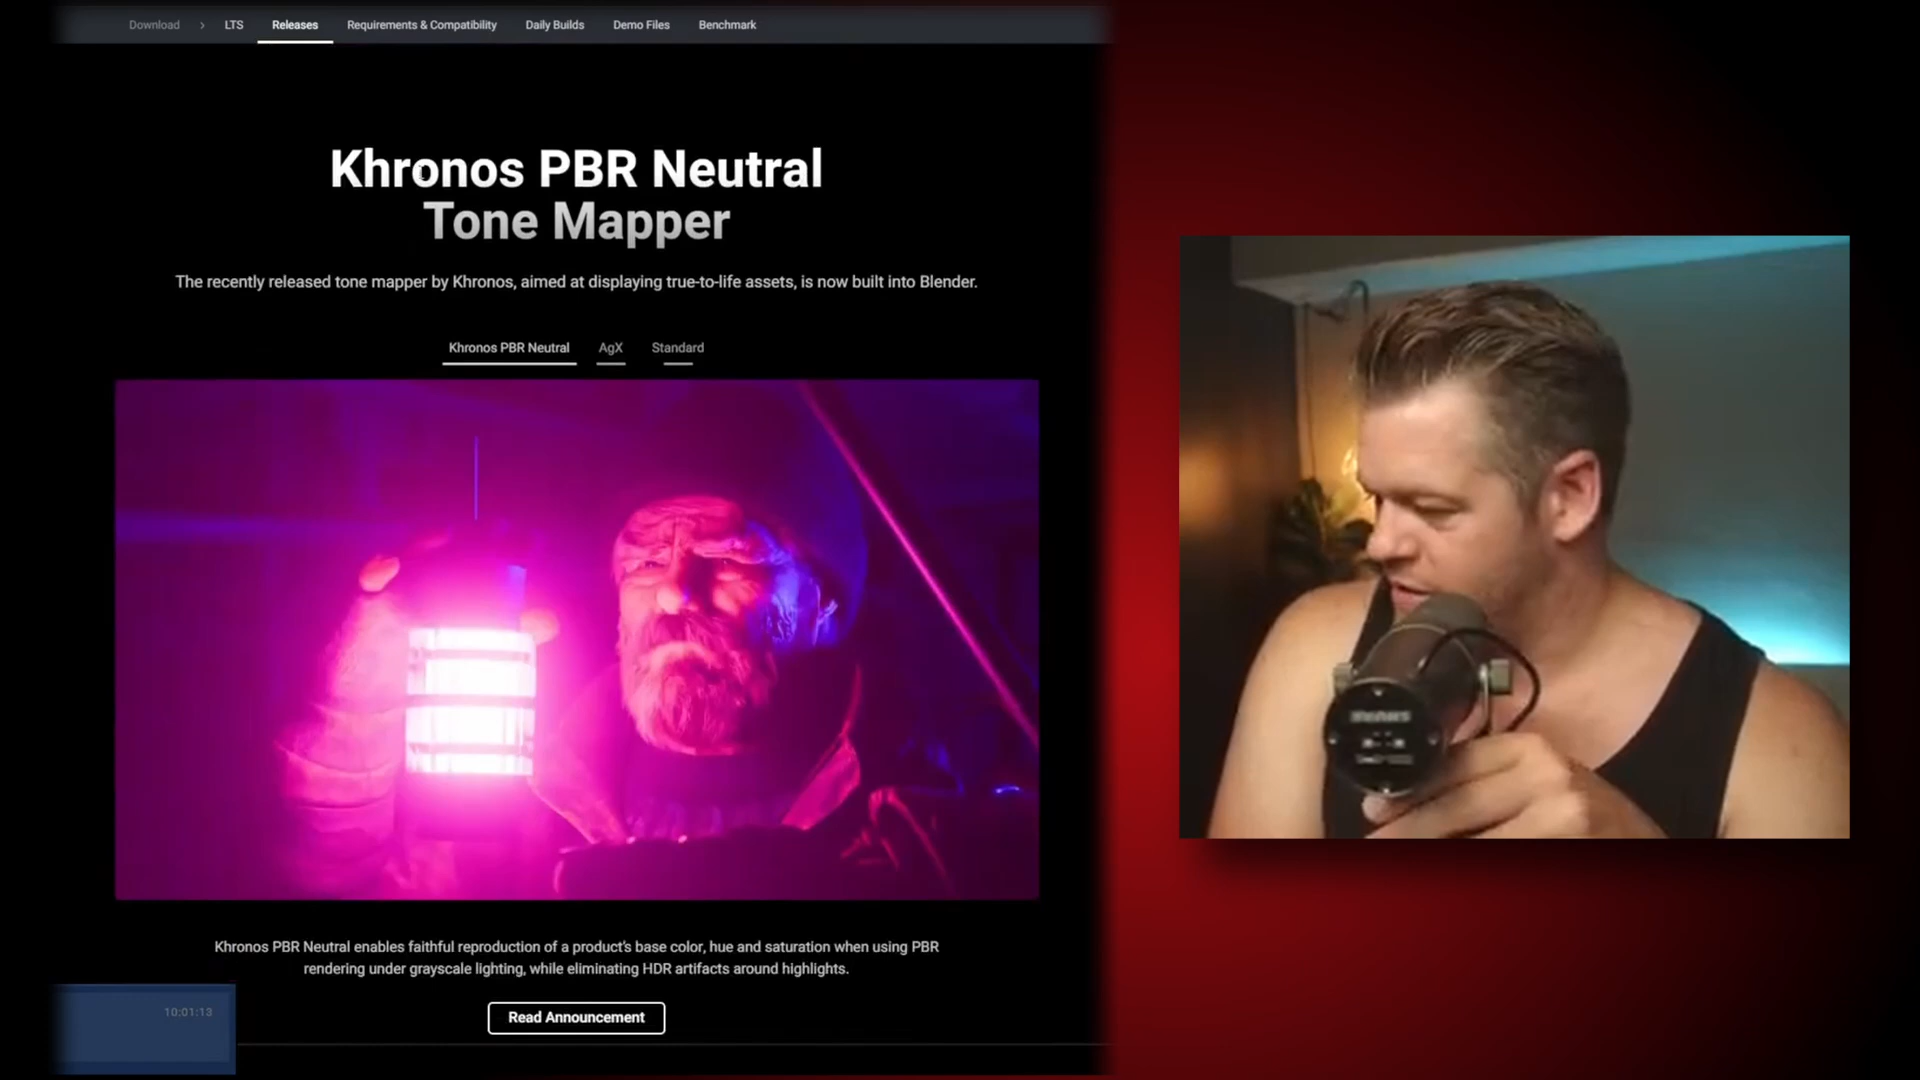 Download > LTS Releases Requirements & Compatibility Daily Builds Demo Files Benchmark
Khronos PBR Neutral
Tone Mapper
The recently released tone mapper by Khronos, aimed at displaying true-to-life assets, is now built into Blender.
Khronos PBR Neutral AgX Standard
Khronos PBR Neutral enables faithful reproduction of a product's base color, hue and saturation when using PBR
rendering under grayscale lighting, while eliminating HDR artifacts around highlights.
10:01:13
Read Announcement